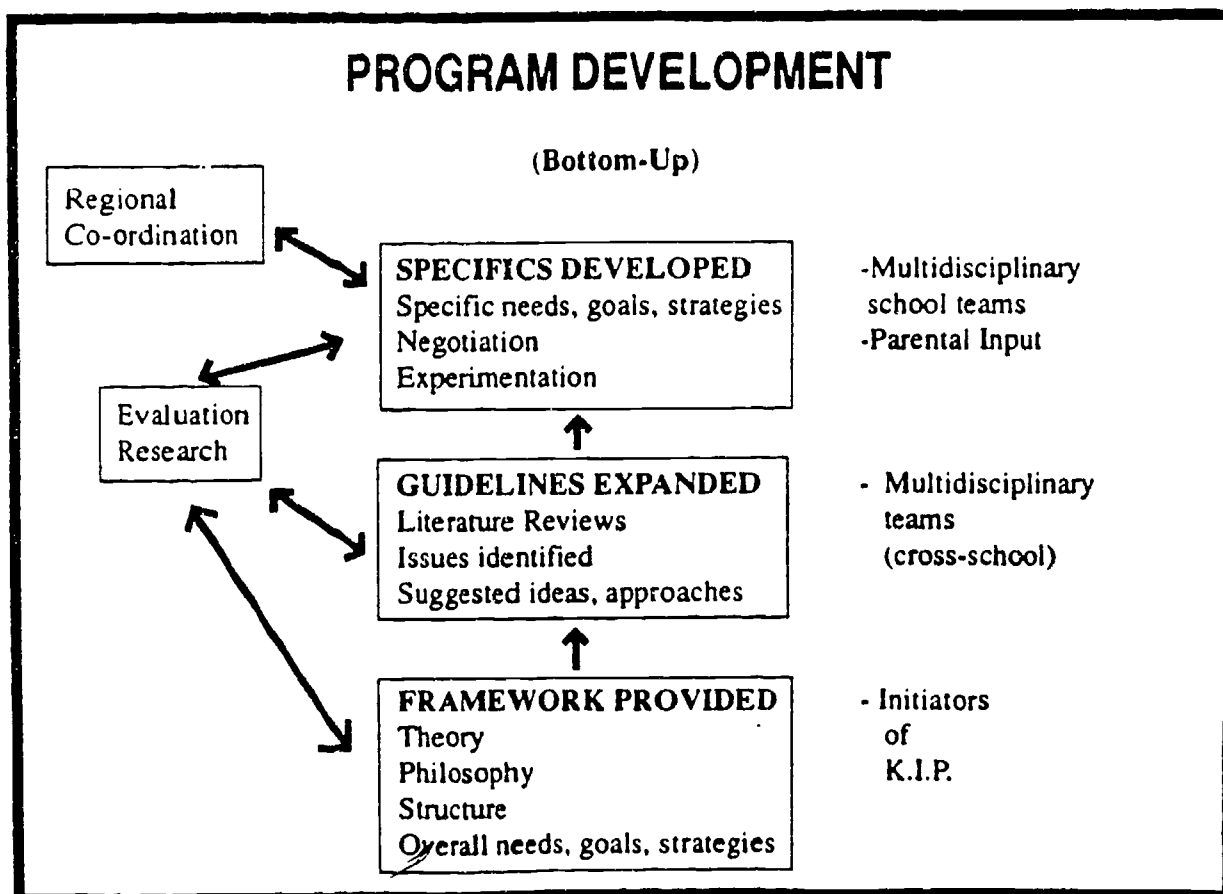 PROGRAM DEVELOPMENT
(Bottom-Up)
Regional
Co-ordination
SPECIFICS DEVELOPED
Specific needs, goals, strategies
Negotiation
Experimentation
-Multidisciplinary
school teams
-Parental Input
Evaluation
Research
GUIDELINES EXPANDED
Literature Reviews
Issues identified
Suggested ideas, approaches
- Multidisciplinary
teams
(cross-school)
FRAMEWORK PROVIDED
Theory
Philosophy
Structure
Overall needs, goals, strategies
- Initiators
of
K.I.P.